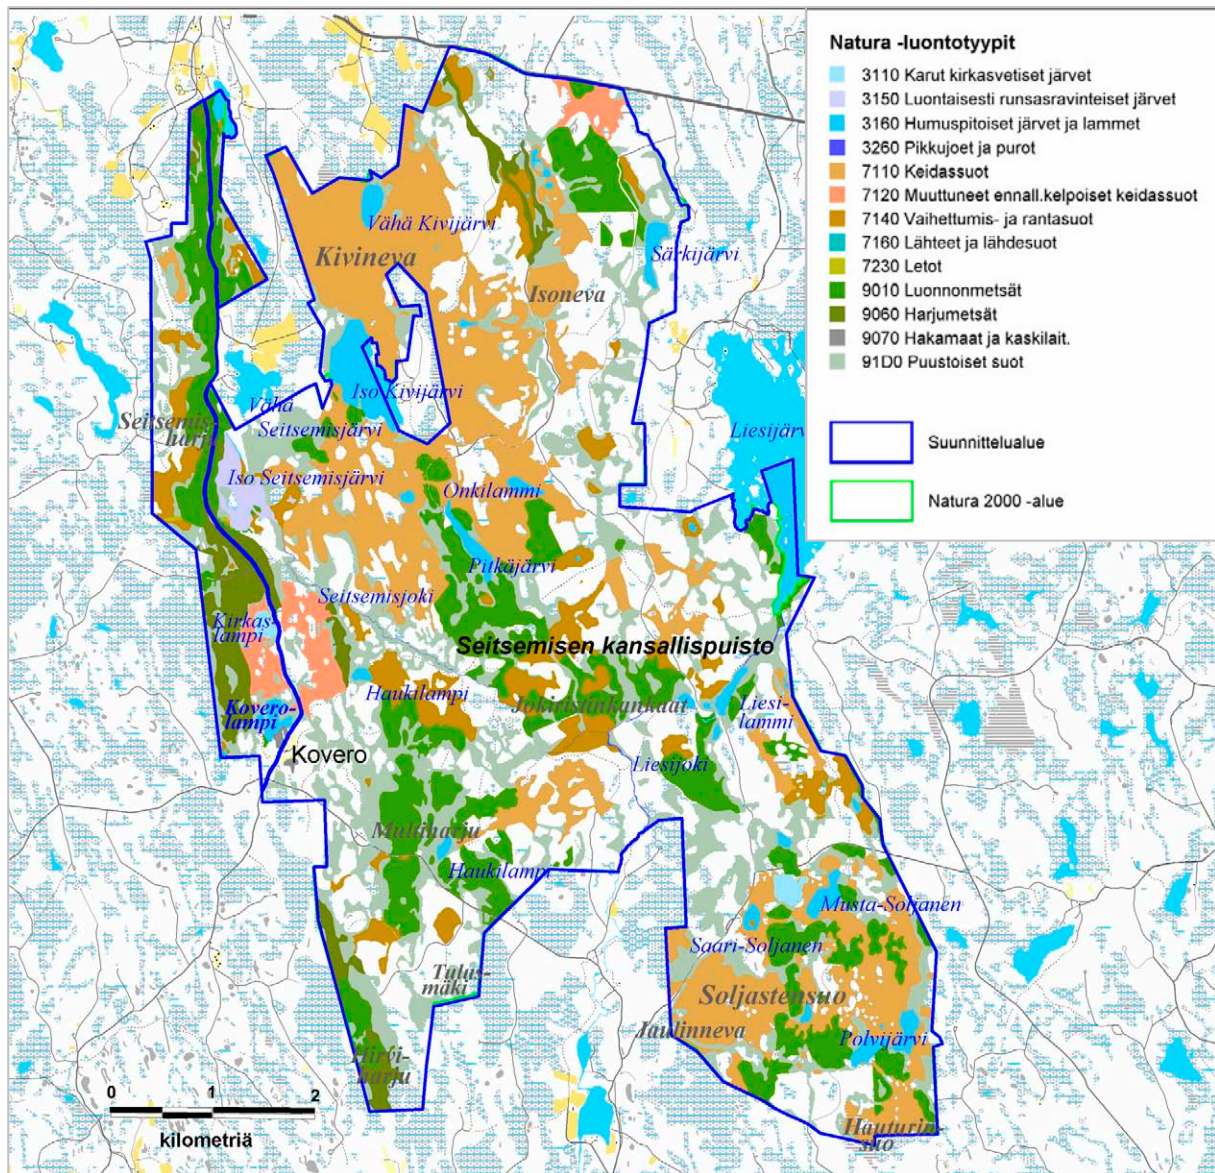 Natura -luontotyypit
3110 Karut kirkasvetiset järvet
3150 Luontaisesti runsasravinteiset järvet
3160 Humuspitoiset järvet ja lammet
3260 Pikkujoet ja purot
7110 Keidassuot
7120 Muuttuneet ennall.kelpoiset keidassuot
7140 Vaihettumis- ja rantasuot
7160 Lähteet ja lähdesuot
7230 Letot
9010 Luonnonmetsät
9060 Harjumetsät
9070 Hakamaat ja kaskilait.
91D0 Puustoiset suot
Suunnittelualue
Natura 2000 -alue
Vähä Kivijärvi
Kivineva
Särkijärvi
Isoneva
Iso Kivijärvi
Vähä
Seitsemisjärvi
Seitsemis-
harju
Liesijärvi
Iso Seitsemisjärvi
Onkilammi
Pitkäjärvi
Seitsemisjoki
Kirkas-
lampi
Seitsemisen kansallispuisto
Haukilampi
Jokiristinkankaat
Liesi-
lammi
Kovero-
lampi
Kovero
Liesijoki
Multiharju
Haukilampi
Musta-Soljanen
Saari-Soljanen
Tulus-
mäki
Soljastensuo
Jaulinneva
Polvijärvi
Hirvi-
harju
Hauturin-
suo
0 1 2
kilometriä